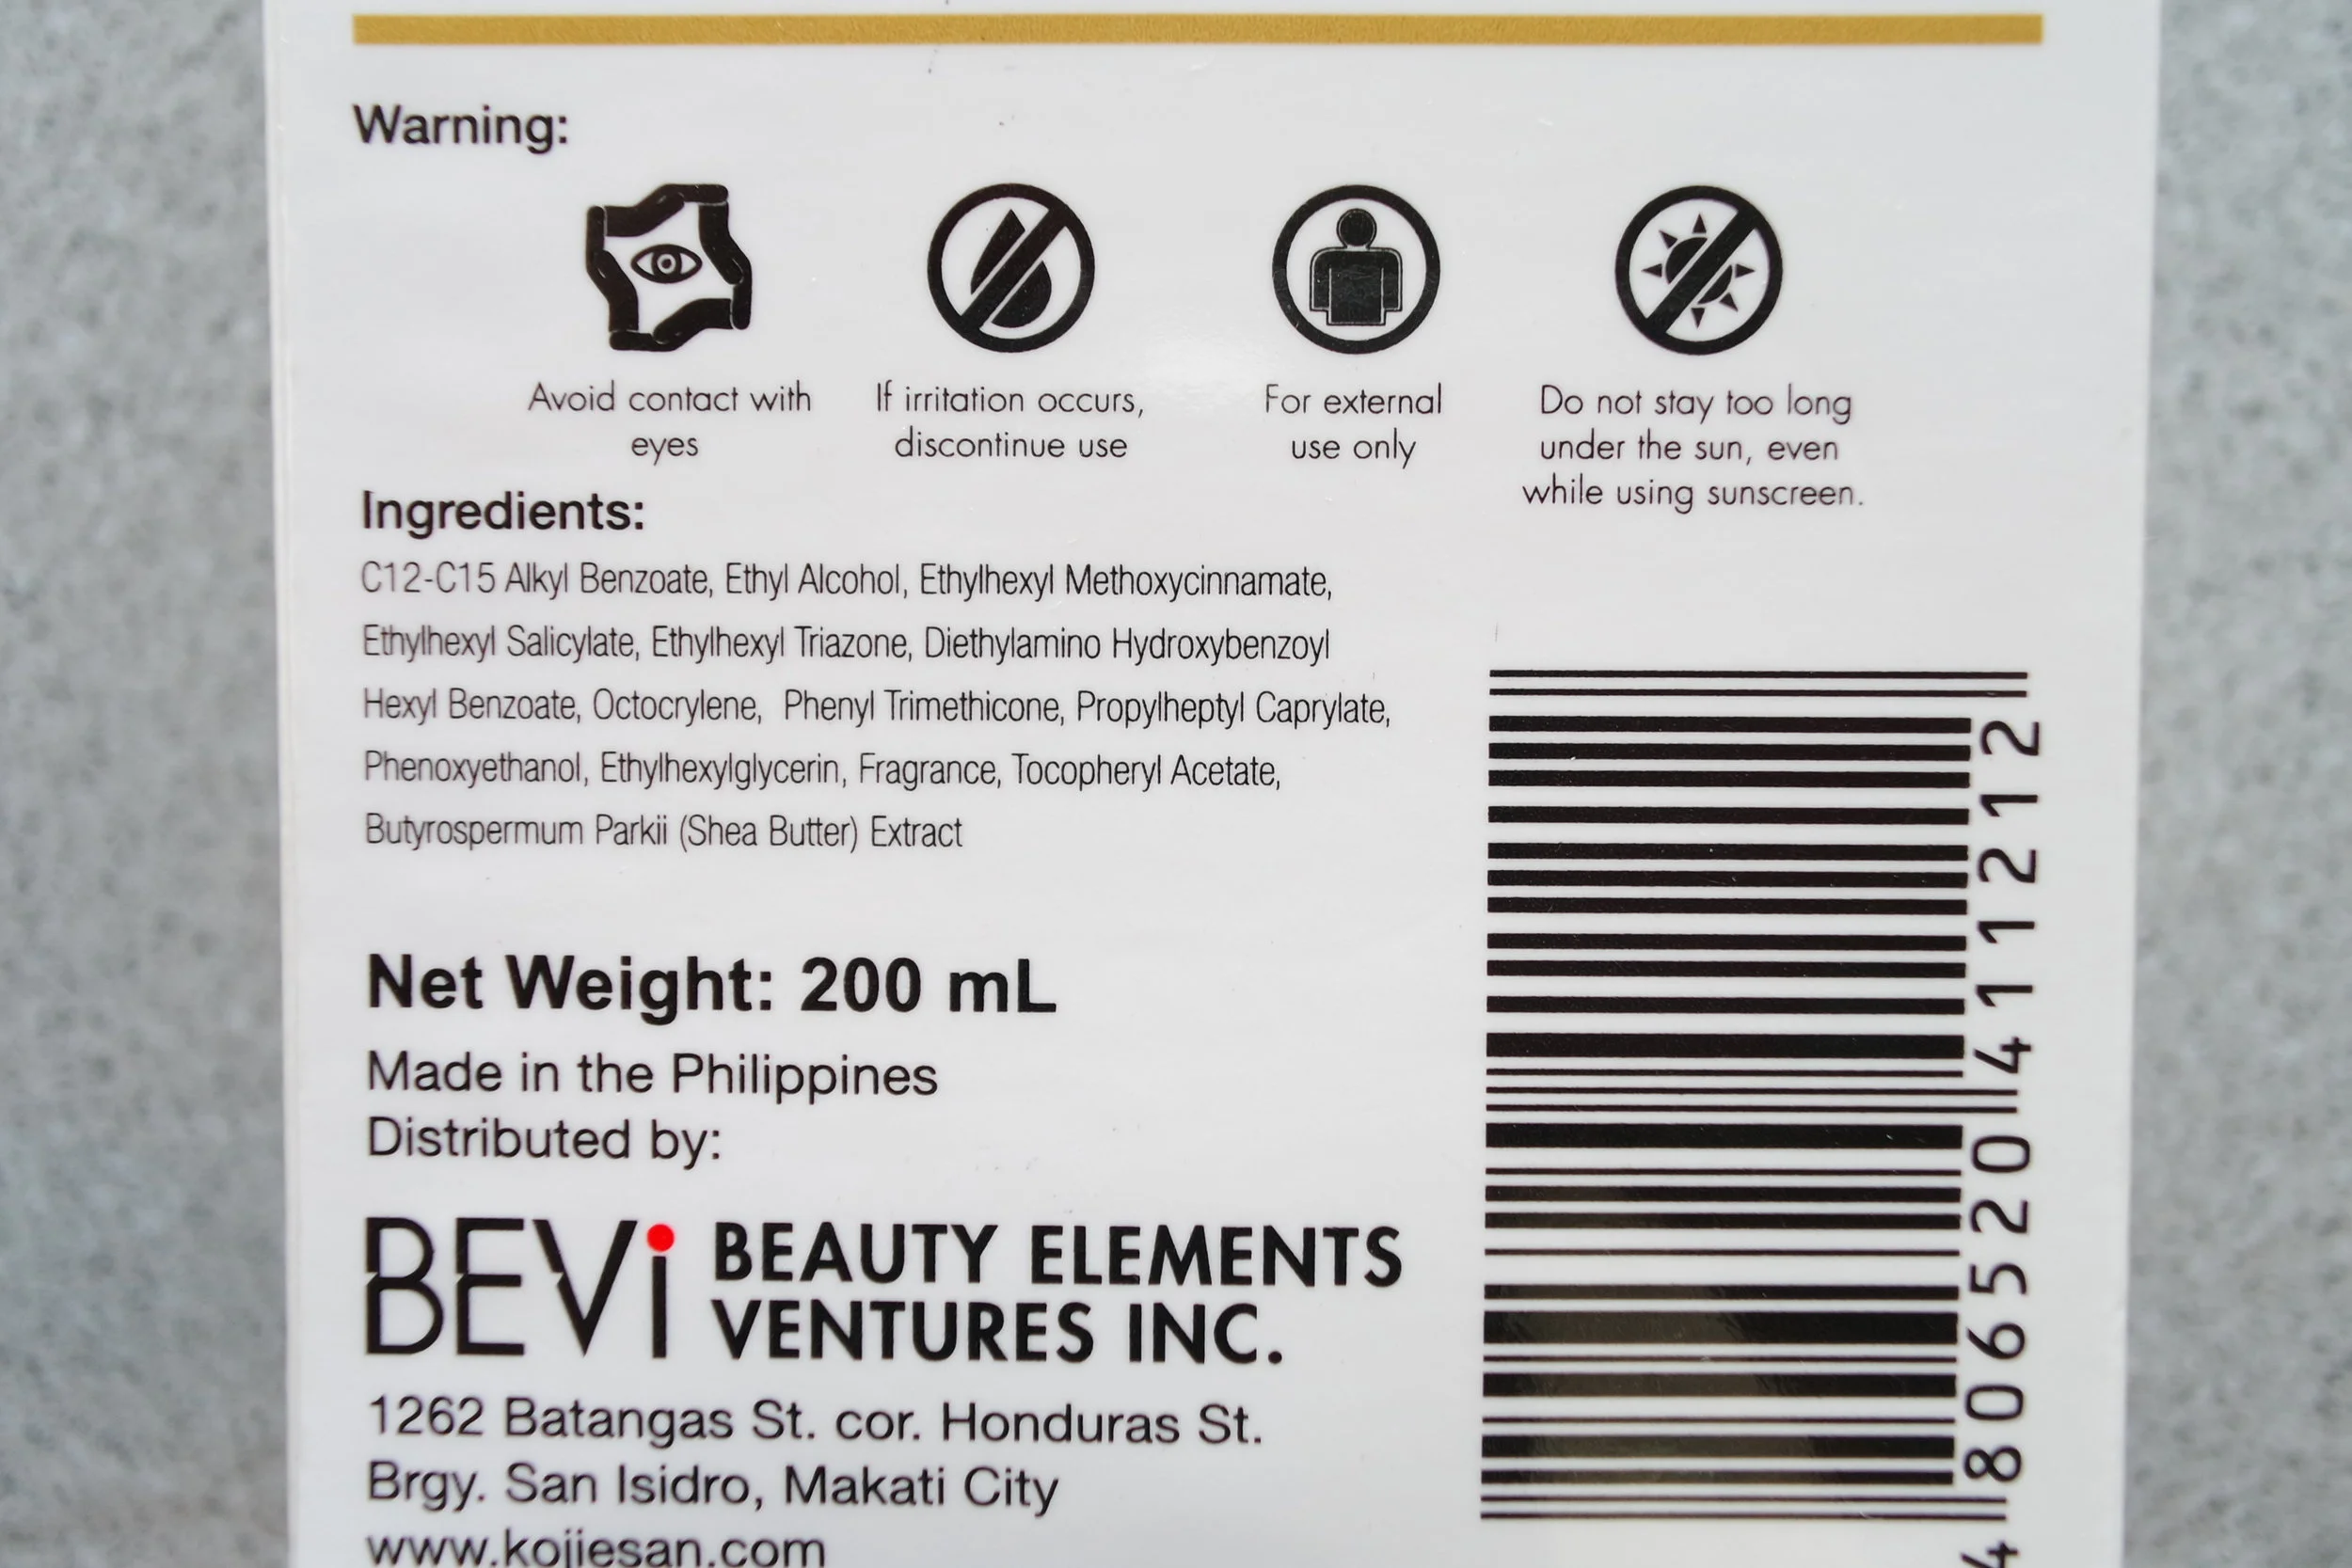 Warning:
Avoid contact with
eyes
If irritation occurs,
discontinue use
For external
use only
Do not stay too long
under the sun, even
while using sunscreen.
Ingredients:
C12-C15 Alkyl Benzoate, Ethyl Alcohol, Ethylhexyl Methoxycinnamate,
Ethylhexyl Salicylate, Ethylhexyl Triazone, Diethylamino Hydroxybenzoyl
Hexyl Benzoate, Octocrylene, Phenyl Trimethicone, Propylheptyl Caprylate,
Phenoxyethanol, Ethylhexylglycerin, Fragrance, Tocopheryl Acetate,
Butyrospermum Parkii (Shea Butter) Extract
Net Weight: 200 mL
Made in the Philippines
Distributed by:
BEVi
BEAUTY ELEMENTS
VENTURES INC.
1262 Batangas St. cor. Honduras St.
Brgy. San Isidro, Makati City
www.kojiesan.com
4 806520 411212